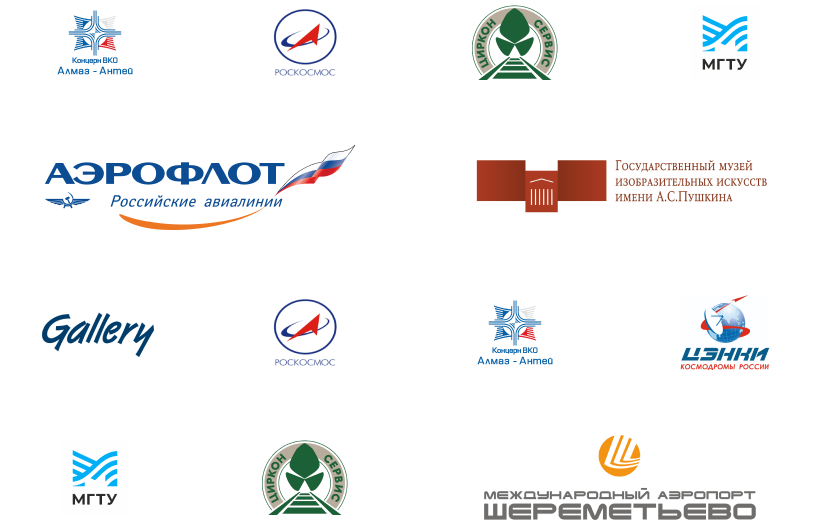 Концерн ВКО
Алмаз - Антей
РОСКОСМОС
ЦИРКОН СЕРВИС
МГТУ
АЭРОФЛОТ
Российские авиалинии
Государственный музей
изобразительных искусств
имени А.С.Пушкина
Gallery
РОСКОСМОС
Концерн ВКО
Алмаз - Антей
ЦЭНКИ
КОСМОДРОМЫ РОССИИ
МГТУ
ЦИРКОН СЕРВИС
МЕЖДУНАРОДНЫЙ АЭРОПОРТ
ШЕРЕМЕТЬЕВО